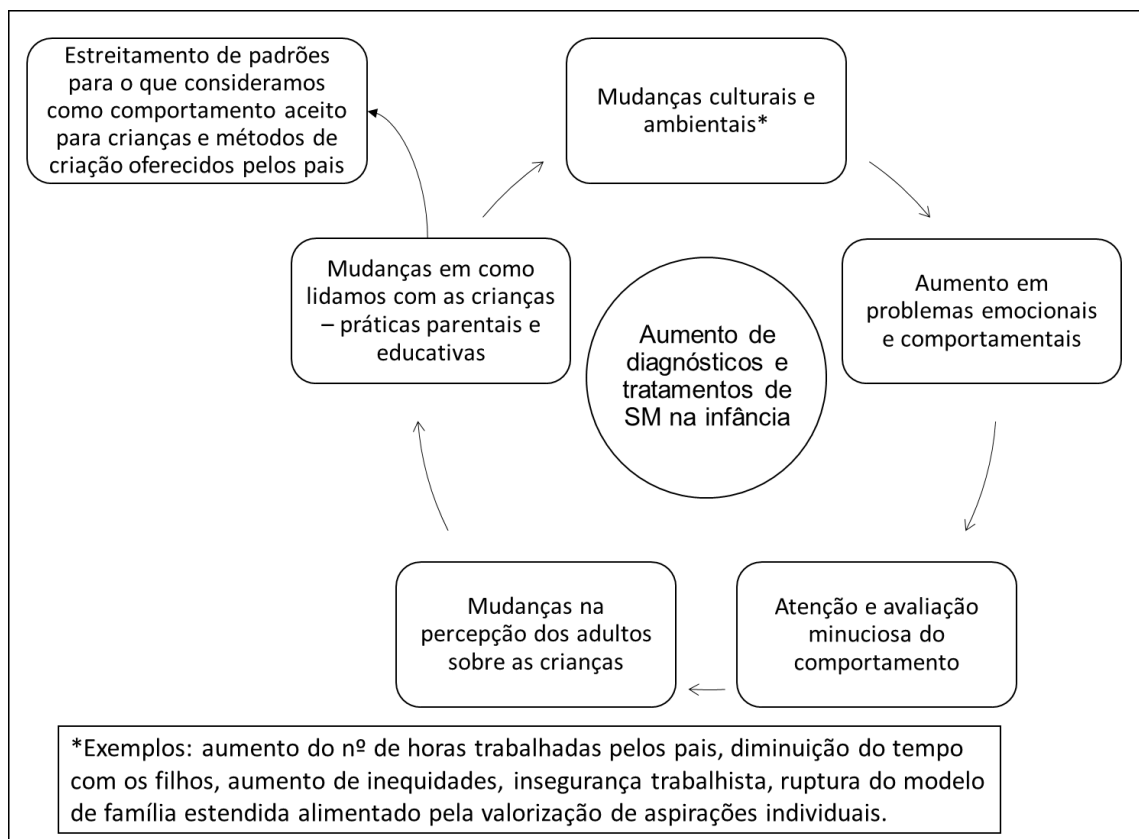 Estreitamento de padrões
para o que consideramos
como comportamento aceito
para crianças e métodos de
criação oferecidos pelos pais
Mudanças culturais e
ambientais*
Mudanças em como
lidamos com as crianças
– práticas parentais e
educativas
Aumento em
problemas emocionais
e comportamentais
Aumento de
diagnósticos e
tratamentos de
SM na infância
Mudanças na
percepção dos adultos
sobre as crianças
Atenção e avaliação
minuciosa do
comportamento
*Exemplos: aumento do nº de horas trabalhadas pelos pais, diminuição do tempo
com os filhos, aumento de inequidades, insegurança trabalhista, ruptura do modelo
de família estendida alimentado pela valorização de aspirações individuais.